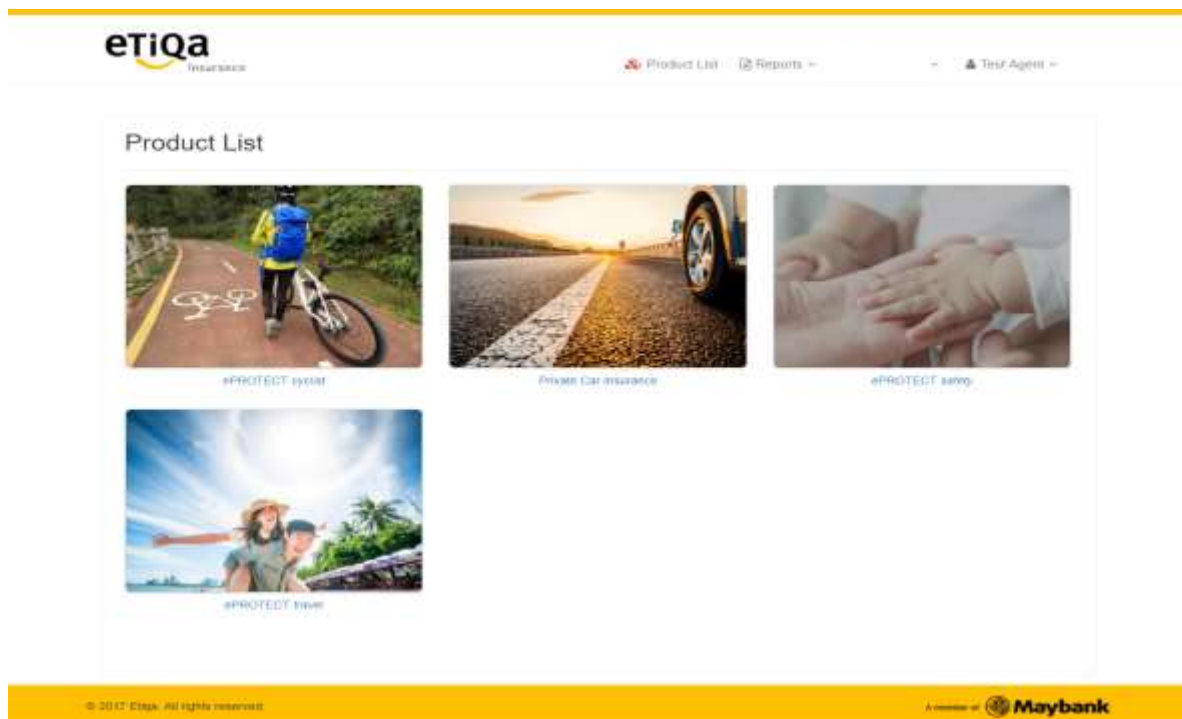 eTiQa
Insurance
Product List Reports Test Agent
Product List
ePROTECT cyclist
Private Car Insurance
ePROTECT safety
ePROTECT travel
© 2017 Etiqa. All rights reserved.
A member of Maybank